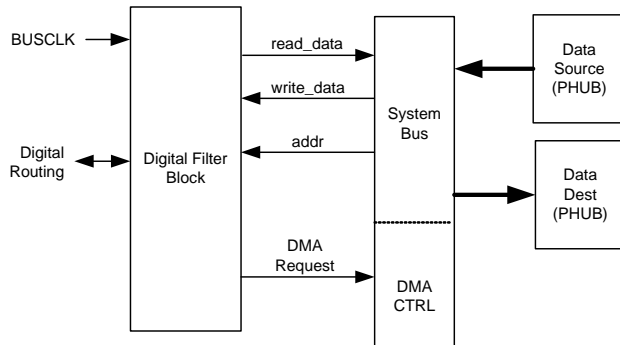 BUSCLK
Digital
Routing
Digital Filter
Block
read_data
write_data
addr
DMA
Request
System
Bus
DMA
CTRL
Data
Source
(PHUB)
Data
Dest
(PHUB)